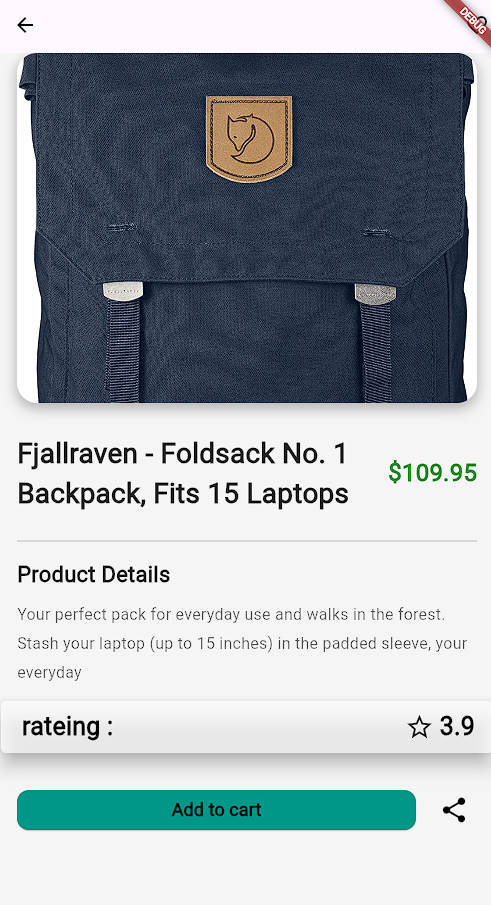 DEBUG
Fjallraven - Foldsack No. 1
Backpack, Fits 15 Laptops
$109.95
Product Details
Your perfect pack for everyday use and walks in the forest.
Stash your laptop (up to 15 inches) in the padded sleeve, your
everyday
rateing :
3.9
Add to cart